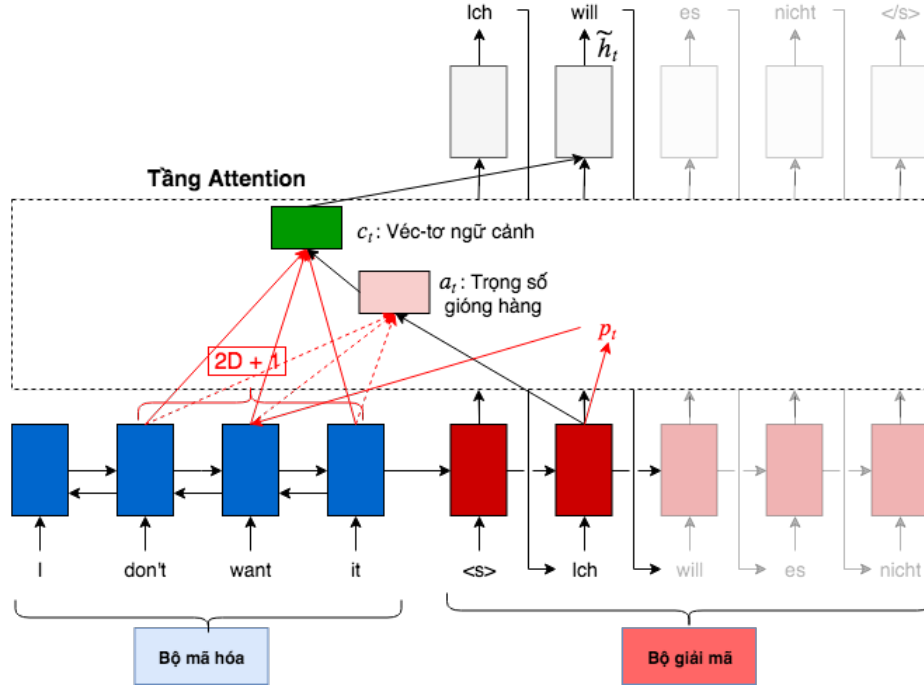 Ich will es nicht </s>
h̃ₜ
Tầng Attention
cₜ: Véc-tơ ngữ cảnh
aₜ: Trọng số
gióng hàng
pₜ
2D + 1
I don't want it <s> Ich will es nicht
Bộ mã hóa Bộ giải mã